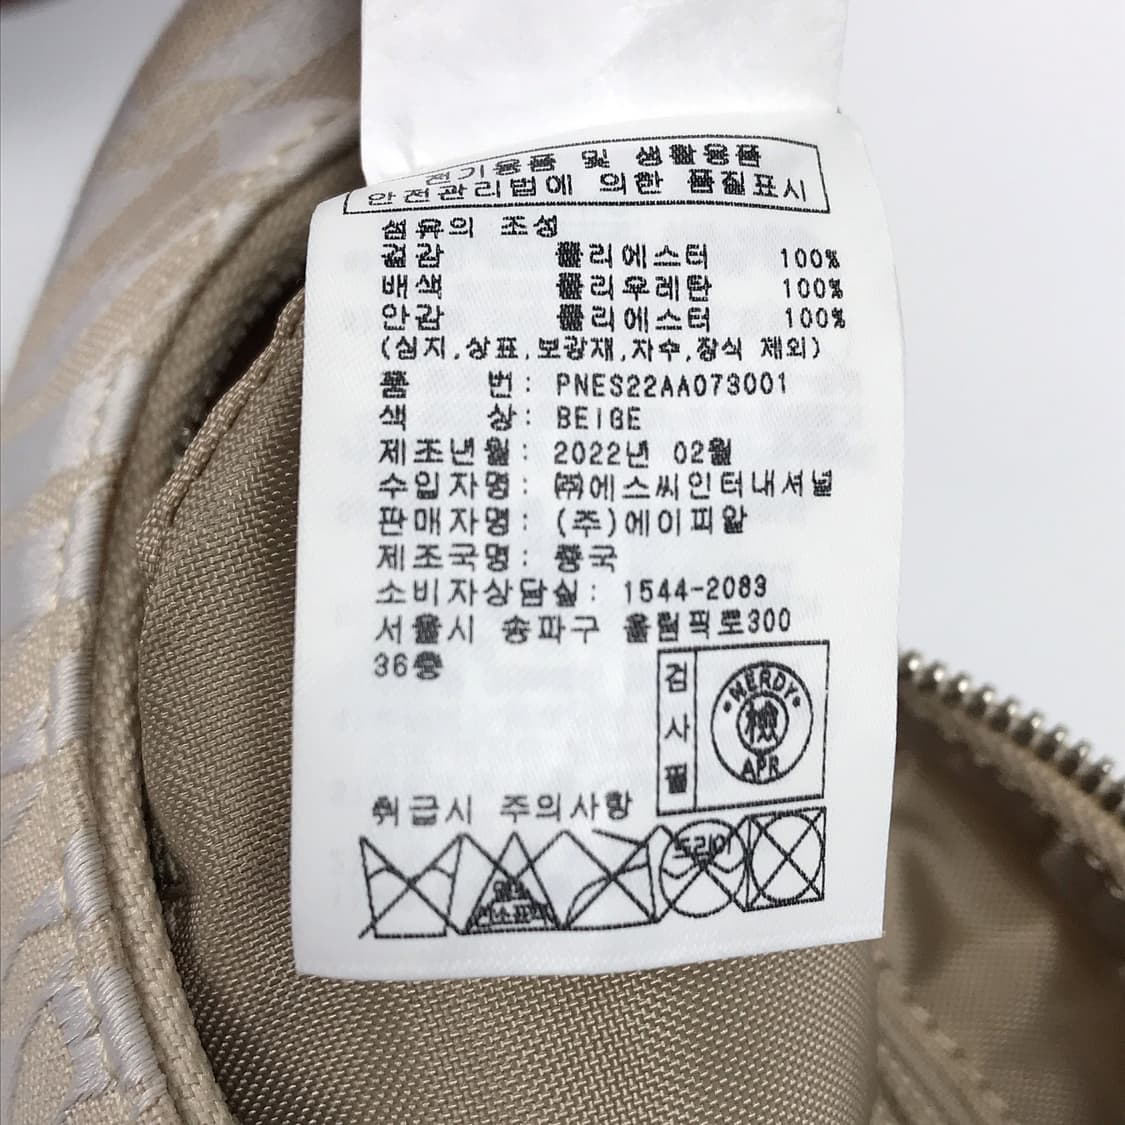 전기용품 및 생활용품
안전관리법에 의한 품질표시
섬유의 조성
겉감 폴리에스터 100%
배색 폴리우레탄 100%
안감 폴리에스터 100%
(심지,상표,보강재,자수,장식 제외)
품 번: PNES22AA073001
색 상: BEIGE
제조년월: 2022년 02월
수입자명: ㈜에스씨인터내셔널
판매자명: (주)에이피알
제조국명: 중국
소비자상담실: 1544-2083
서울시 송파구 올림픽로300
36층
검사필
MERDY
檢
APR
취급시 주의사항
염소표백
드라이